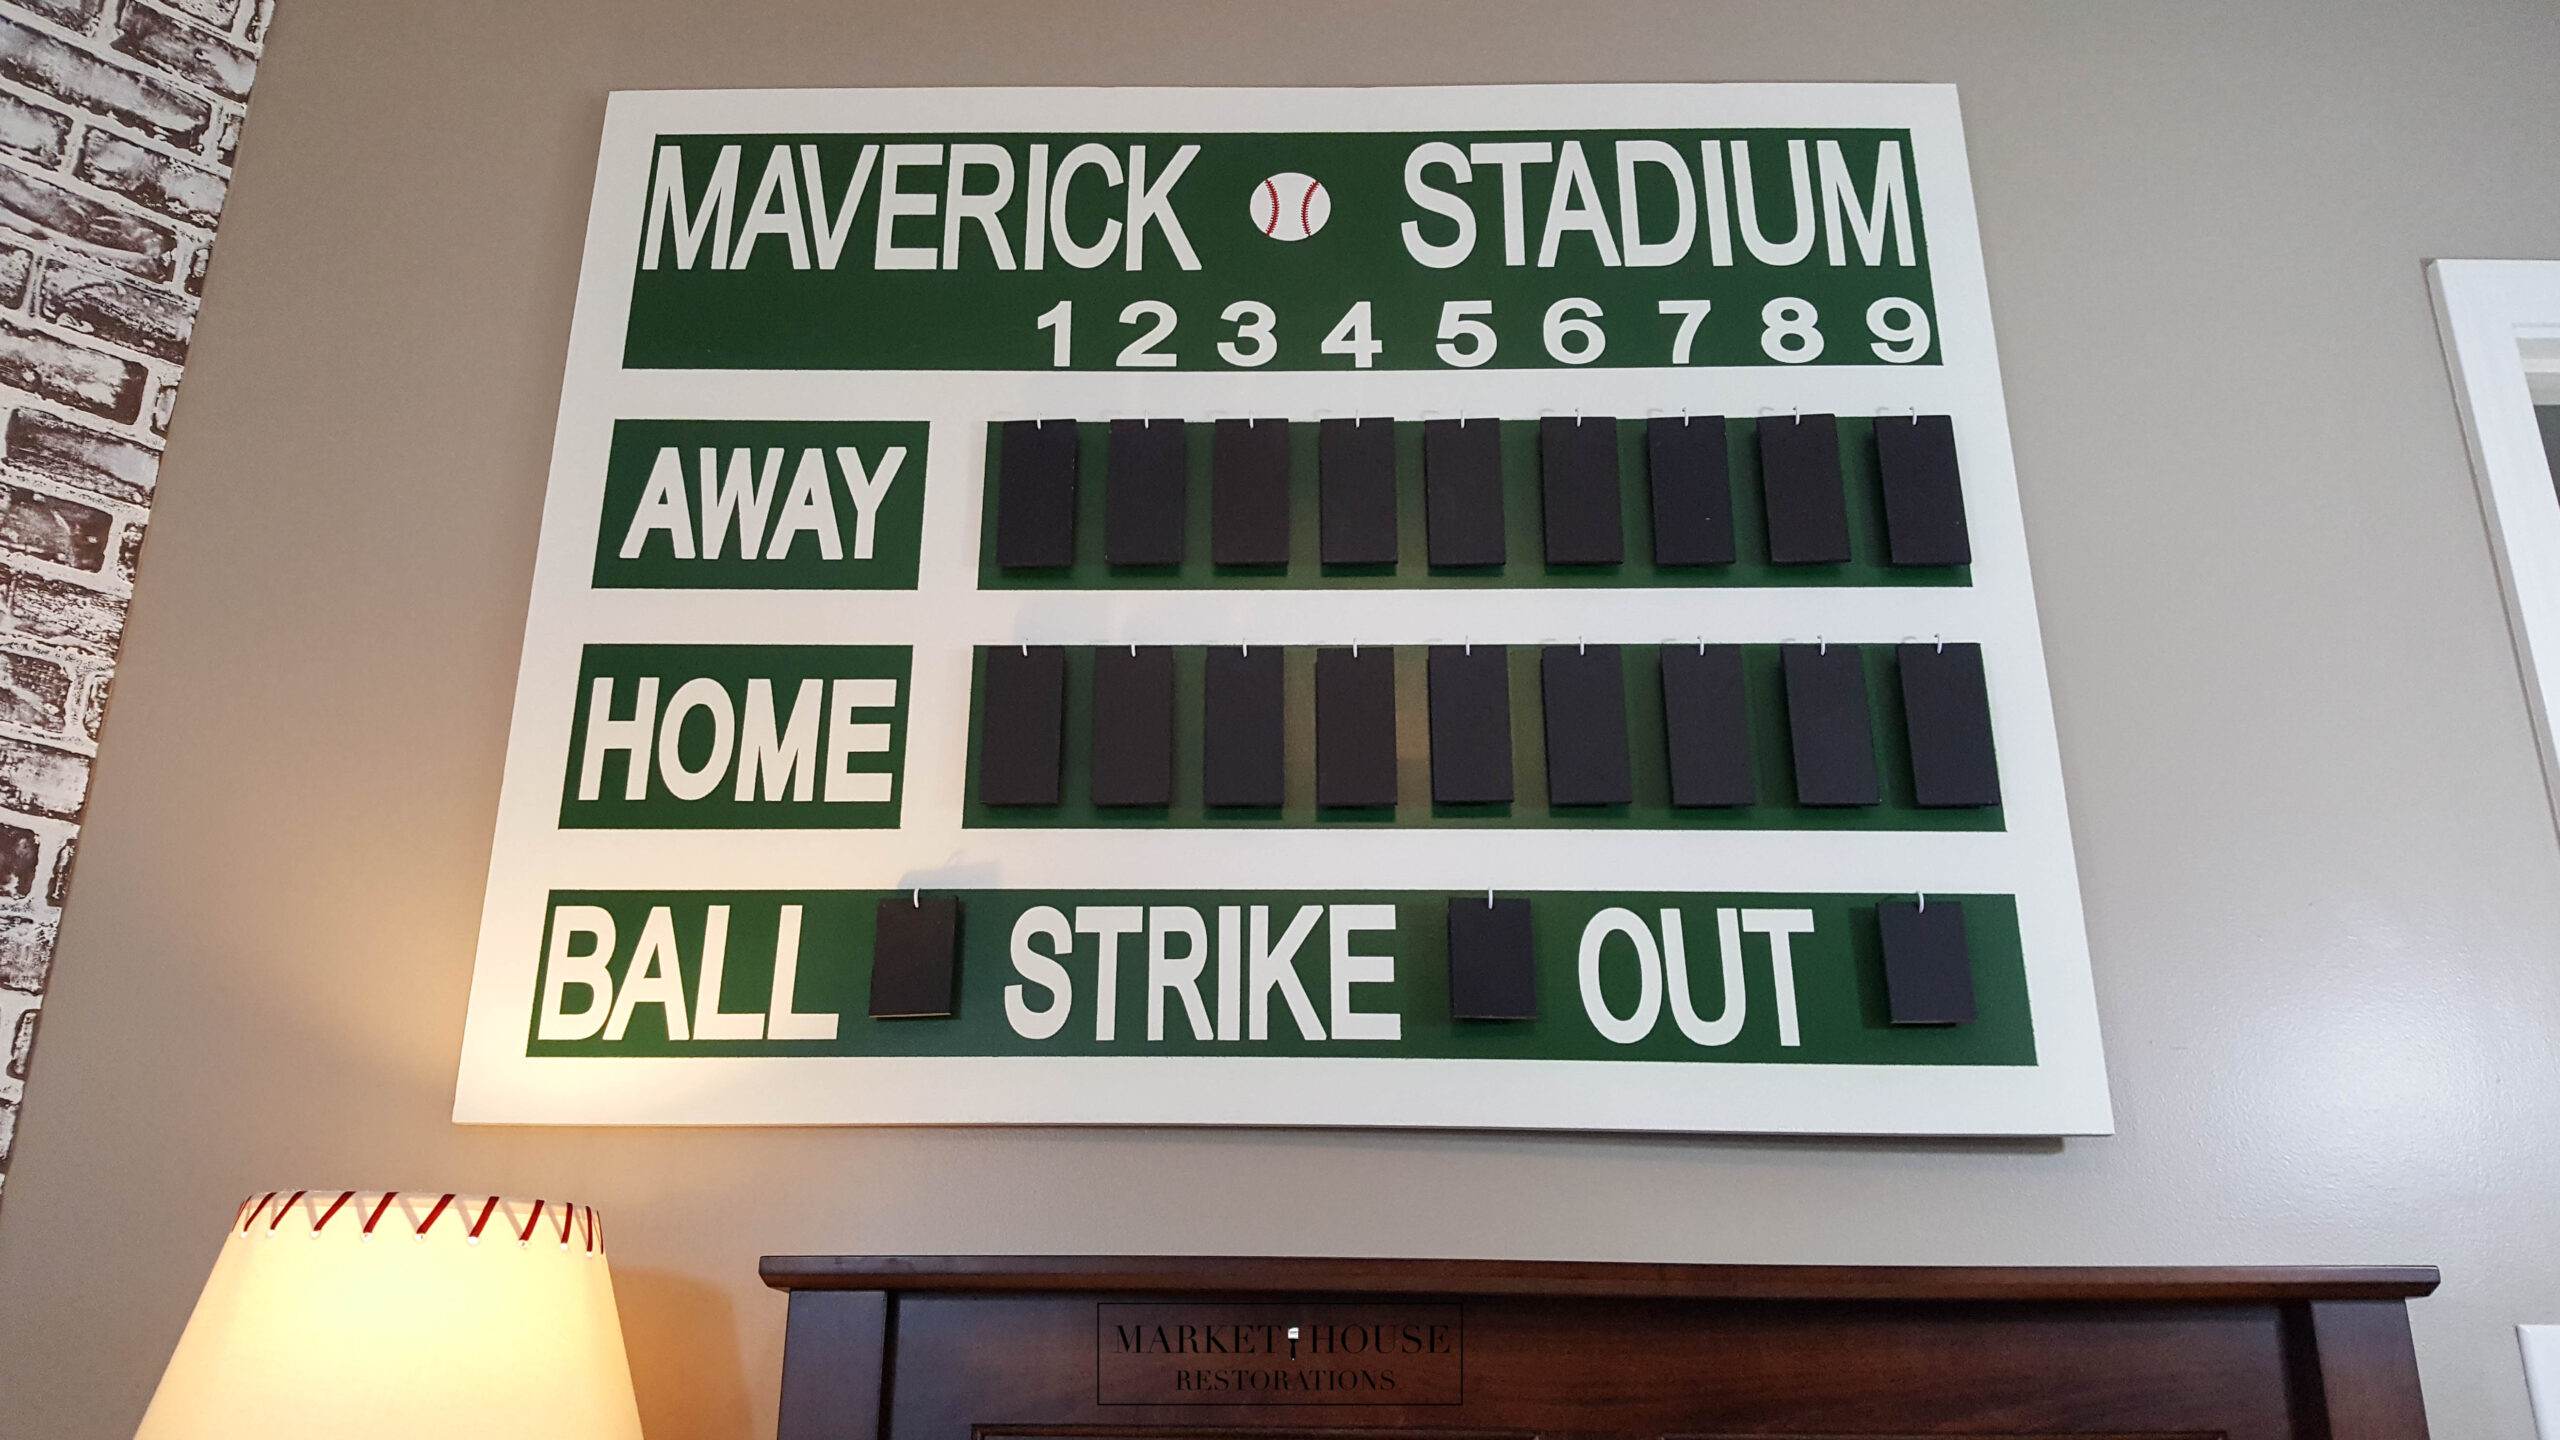 MAVERICK STADIUM
1 2 3 4 5 6 7 8 9
AWAY
HOME
BALL STRIKE OUT
MARKET HOUSE
RESTORATIONS